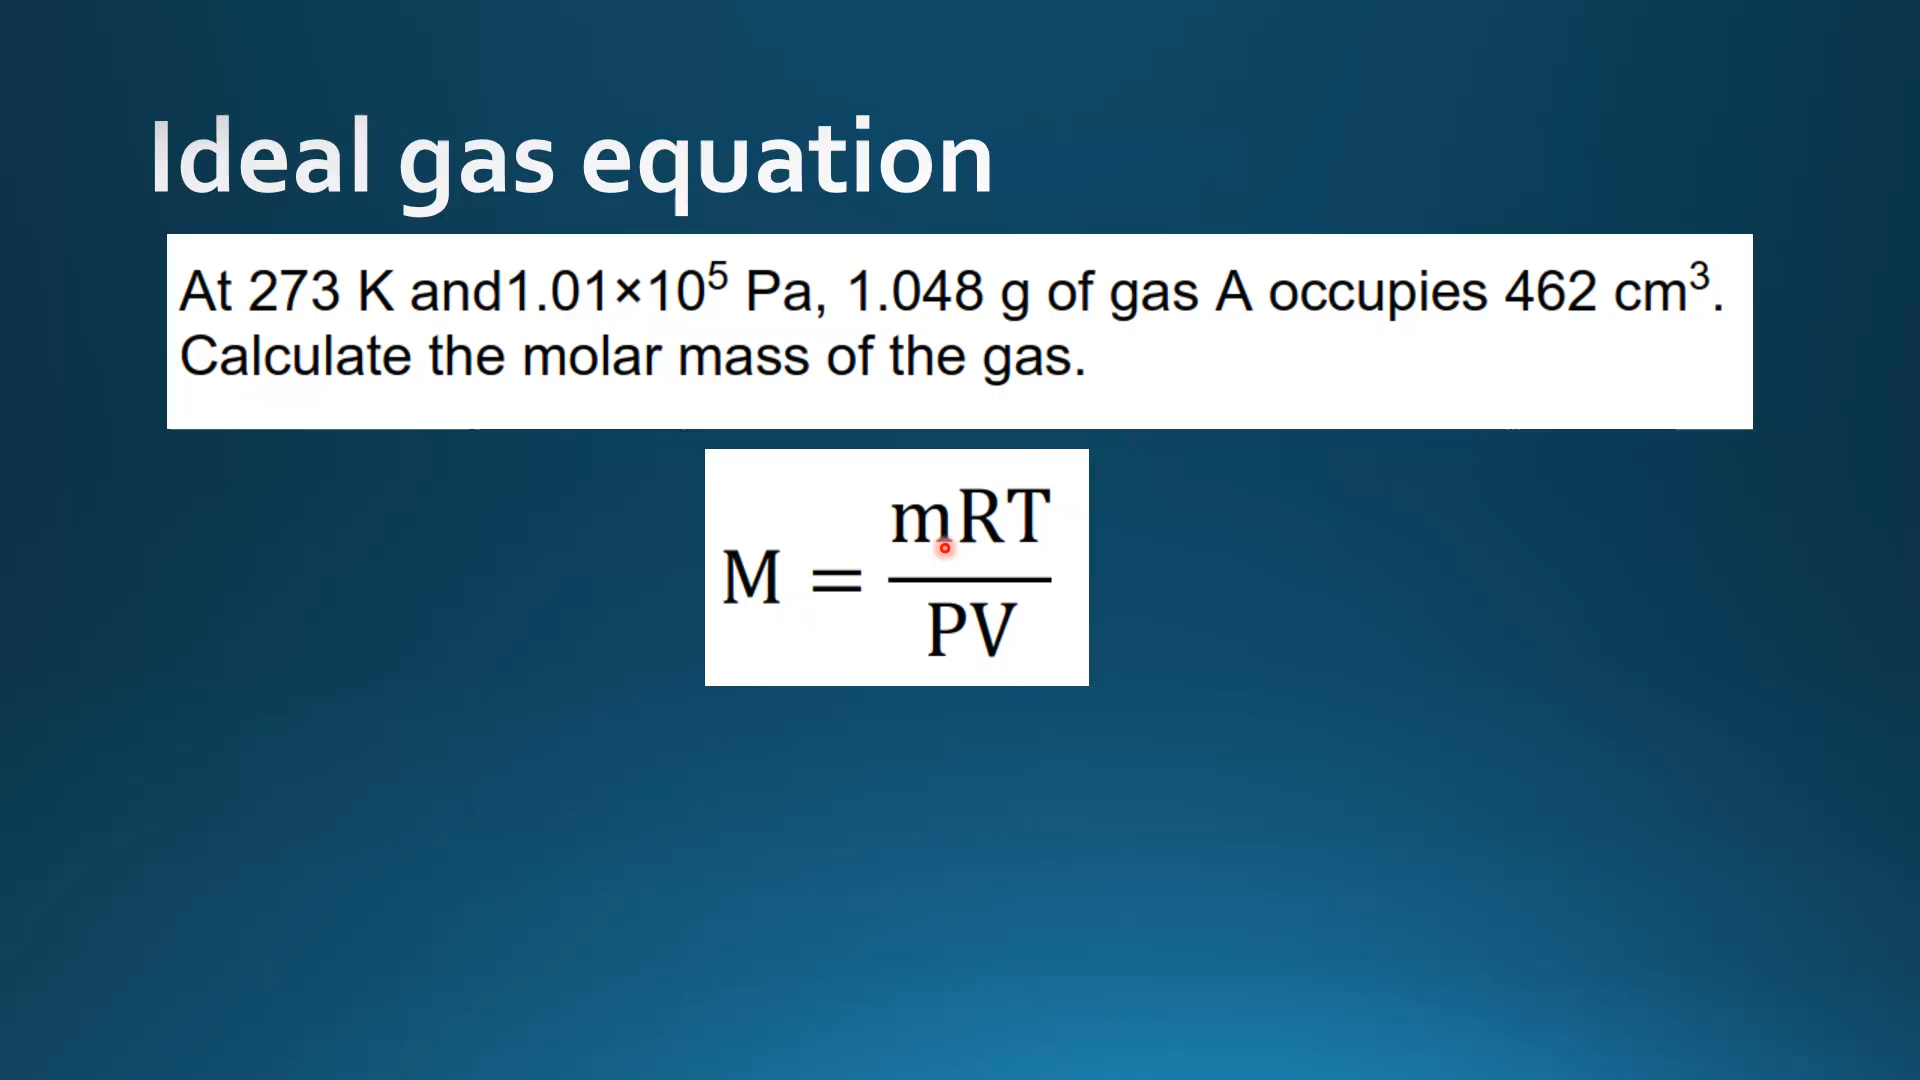 Ideal gas equation
At 273 K and1.01×10⁵ Pa, 1.048 g of gas A occupies 462 cm³.
Calculate the molar mass of the gas.
M = mRT / PV